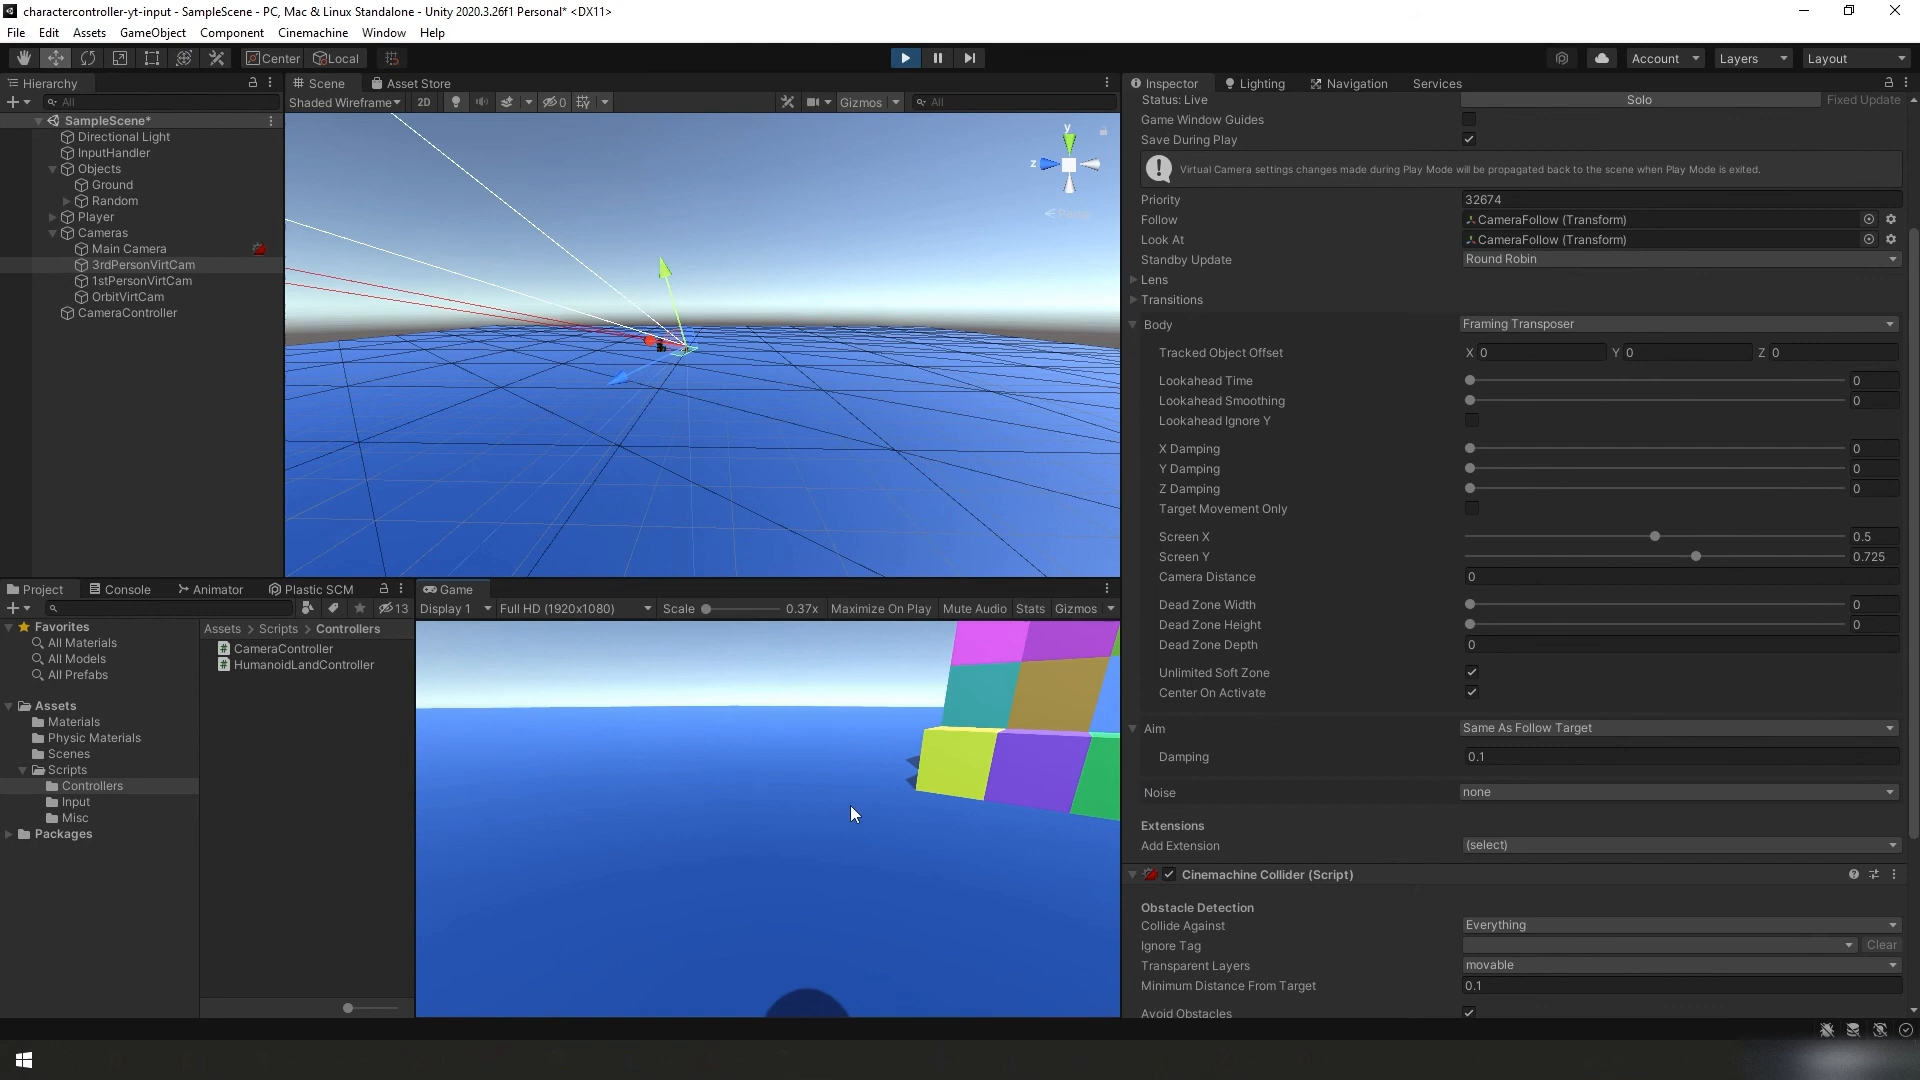 charactercontroller-yt-input - SampleScene - PC, Mac & Linux Standalone - Unity 2020.3.26f1 Personal* <DX11>
File Edit Assets GameObject Component Cinemachine Window Help
Center Local Account Layers Layout
Hierarchy
All
SampleScene*
Directional Light
InputHandler
Objects
Ground
Random
Player
Cameras
Main Camera
3rdPersonVirtCam
1stPersonVirtCam
OrbitVirtCam
CameraController
Scene Asset Store
Shaded Wireframe 2D 0 Gizmos All
y
z
Persp
Project Console Animator Plastic SCM
13
Favorites
All Materials
All Models
All Prefabs
Assets
Materials
Physic Materials
Scenes
Scripts
Controllers
Input
Misc
Packages
Assets > Scripts > Controllers
CameraController
HumanoidLandController
Game
Display 1 Full HD (1920x1080) Scale 0.37x Maximize On Play Mute Audio Stats Gizmos
Inspector Lighting Navigation Services
Status: Live Solo Fixed Update
Game Window Guides
Save During Play
Virtual Camera settings changes made during Play Mode will be propagated back to the scene when Play Mode is exited.
Priority 32674
Follow CameraFollow (Transform)
Look At CameraFollow (Transform)
Standby Update Round Robin
Lens
Transitions
Body Framing Transposer
Tracked Object Offset X 0 Y 0 Z 0
Lookahead Time 0
Lookahead Smoothing 0
Lookahead Ignore Y
X Damping 0
Y Damping 0
Z Damping 0
Target Movement Only
Screen X 0.5
Screen Y 0.725
Camera Distance 0
Dead Zone Width 0
Dead Zone Height 0
Dead Zone Depth 0
Unlimited Soft Zone
Center On Activate
Aim Same As Follow Target
Damping 0.1
Noise none
Extensions
Add Extension (select)
Cinemachine Collider (Script)
Obstacle Detection
Collide Against Everything
Ignore Tag Clear
Transparent Layers movable
Minimum Distance From Target 0.1
Avoid Obstacles